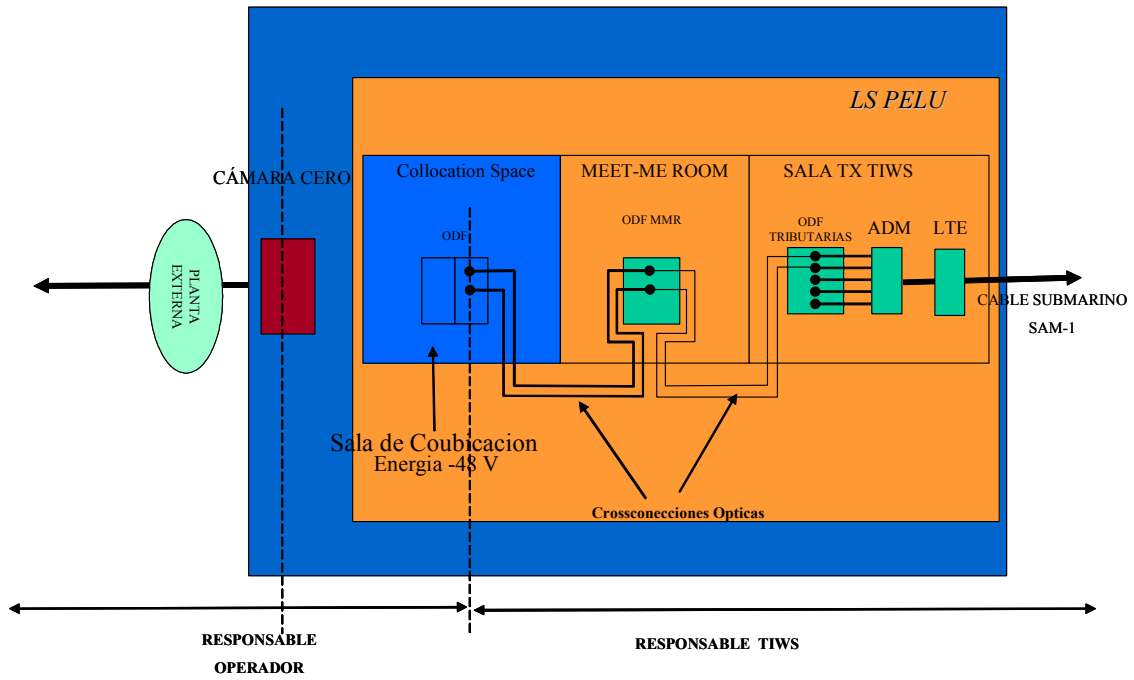 LS PELU
CÁMARA CERO
Collocation Space
MEET-ME ROOM
SALA TX TIWS
ODF
ODF MMR
ODF
TRIBUTARIAS
ADM
LTE
PLANTA
EXTERNA
CABLE SUBMARINO
SAM-1
Sala de Coubicacion
Energia -48 V
Crossconecciones Opticas
RESPONSABLE
OPERADOR
RESPONSABLE TIWS